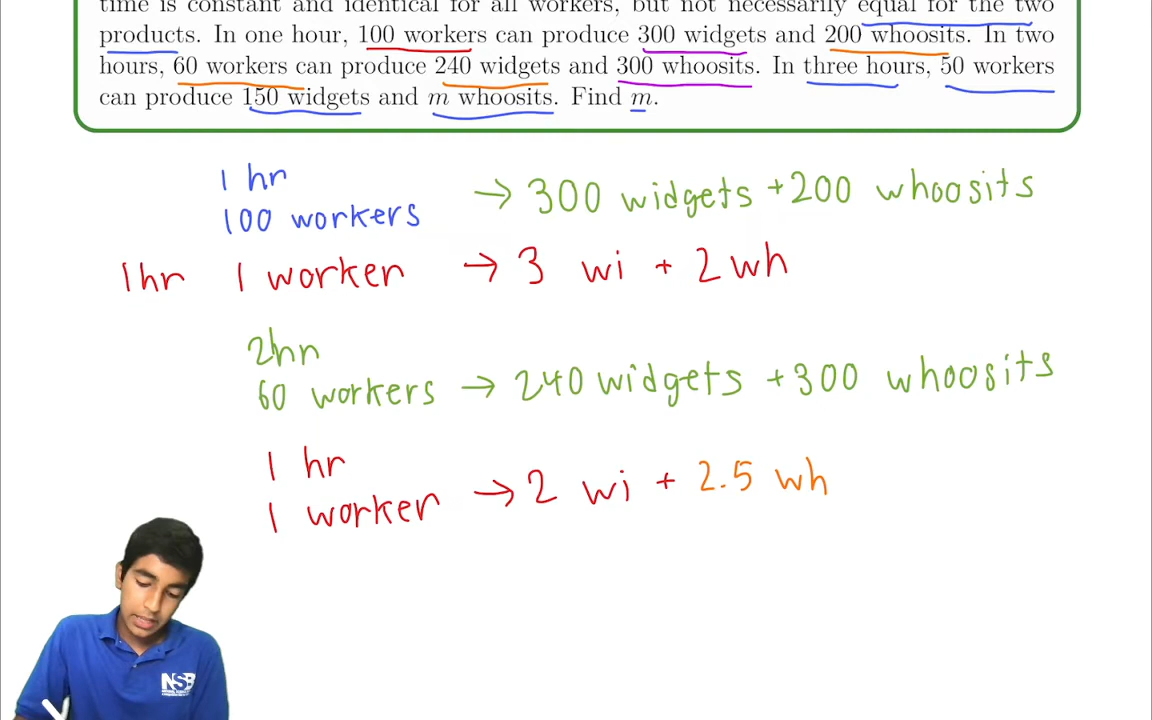 time is constant and identical for all workers, but not necessarily equal for the two
products. In one hour, 100 workers can produce 300 widgets and 200 whoosits. In two
hours, 60 workers can produce 240 widgets and 300 whoosits. In three hours, 50 workers
can produce 150 widgets and m whoosits. Find m.
1 hr
100 workers → 300 widgets + 200 whoosits
1hr 1 worker → 3 wi + 2 wh
2hr
60 workers → 240 widgets + 300 whoosits
1 hr
1 worker → 2 wi + 2.5 wh
NSB